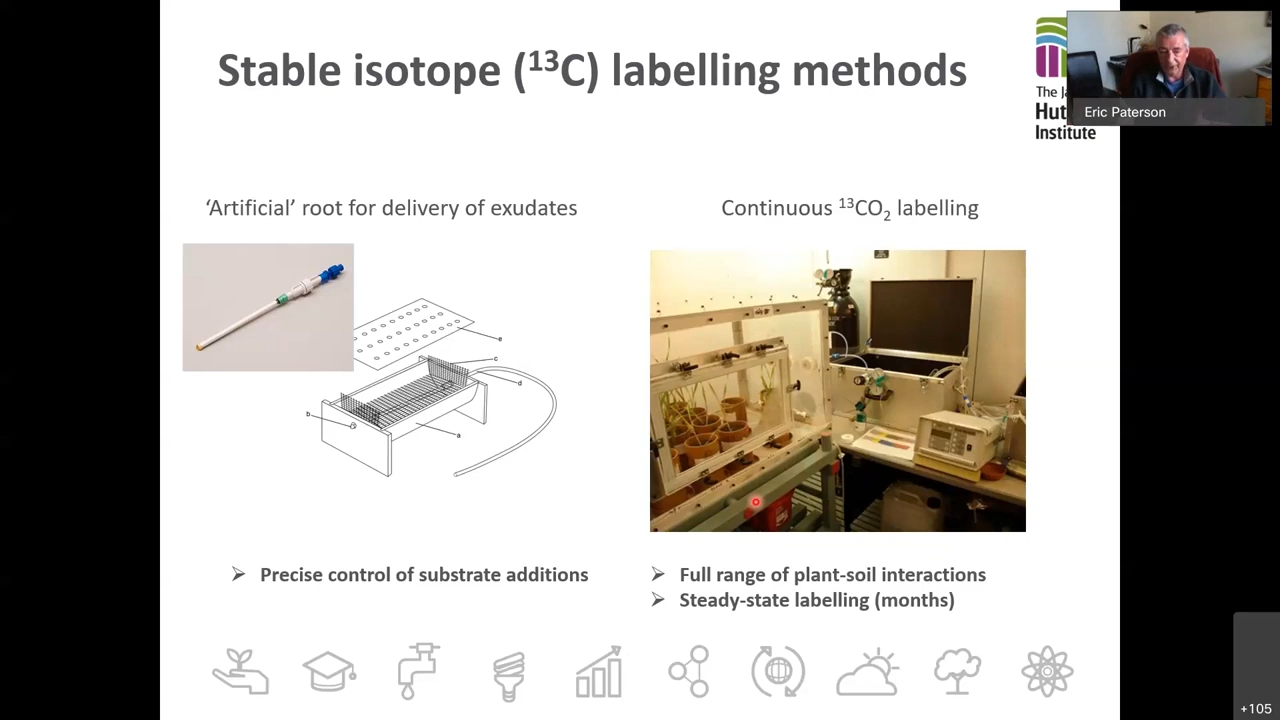 Stable isotope (¹³C) labelling methods
The Ja
Hut
Institute
Eric Paterson
'Artificial' root for delivery of exudates
Continuous ¹³CO₂ labelling
e
c
d
b
a
➢ Precise control of substrate additions
➢ Full range of plant-soil interactions
➢ Steady-state labelling (months)
+105